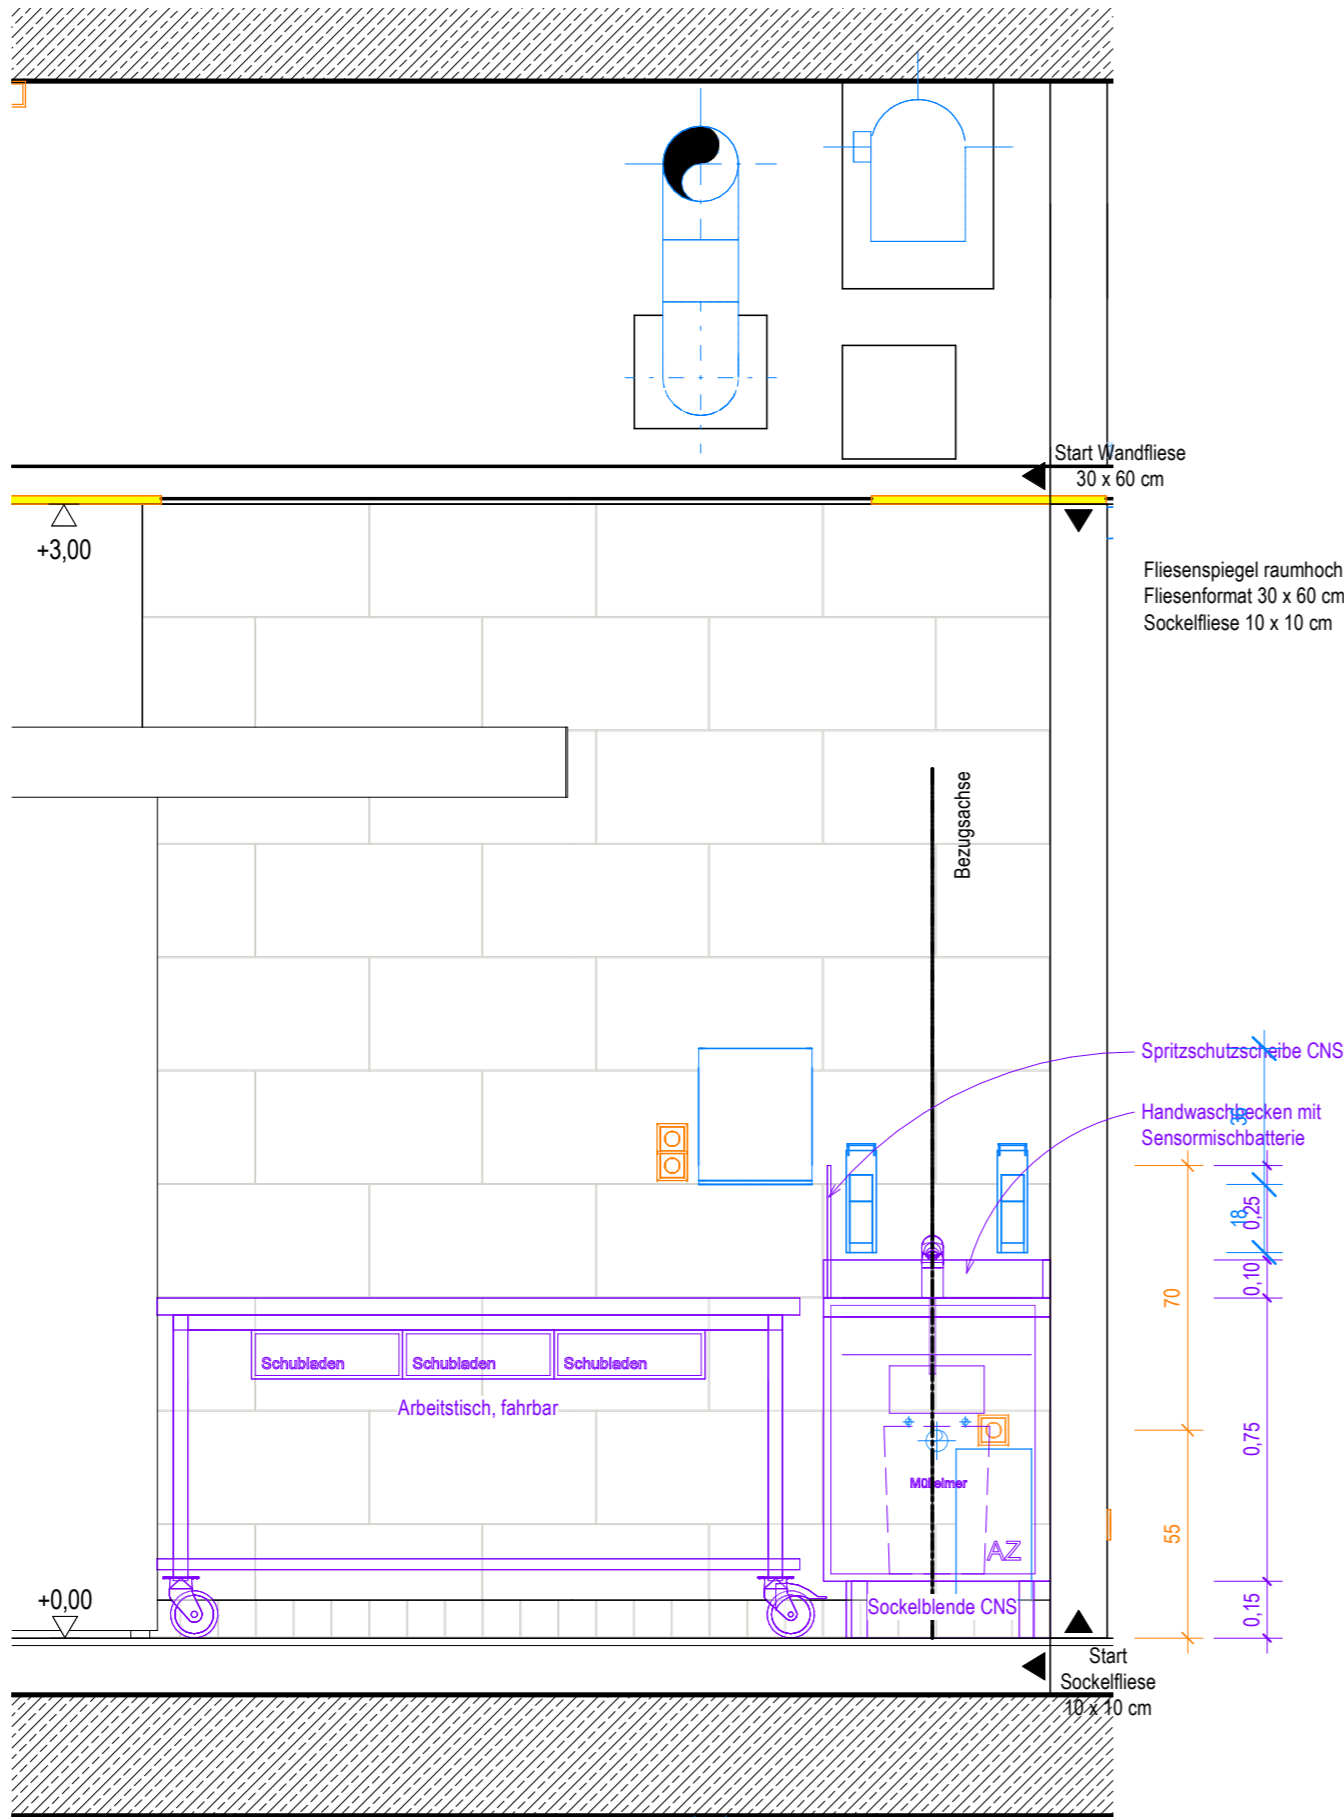 Start Wandfliese
30 x 60 cm
+3,00
Fliesenspiegel raumhoch
Fliesenformat 30 x 60 cm
Sockelfliese 10 x 10 cm
Bezugsachse
Spritzschutzscheibe CNS
Handwaschbecken mit
Sensormischbatterie
18
0,25
0,10
70
Schubladen
Schubladen
Schubladen
Arbeitstisch, fahrbar
0,75
Mülleimer
55
AZ
+0,00
Sockelblende CNS
0,15
Start
Sockelfliese
10 x 10 cm